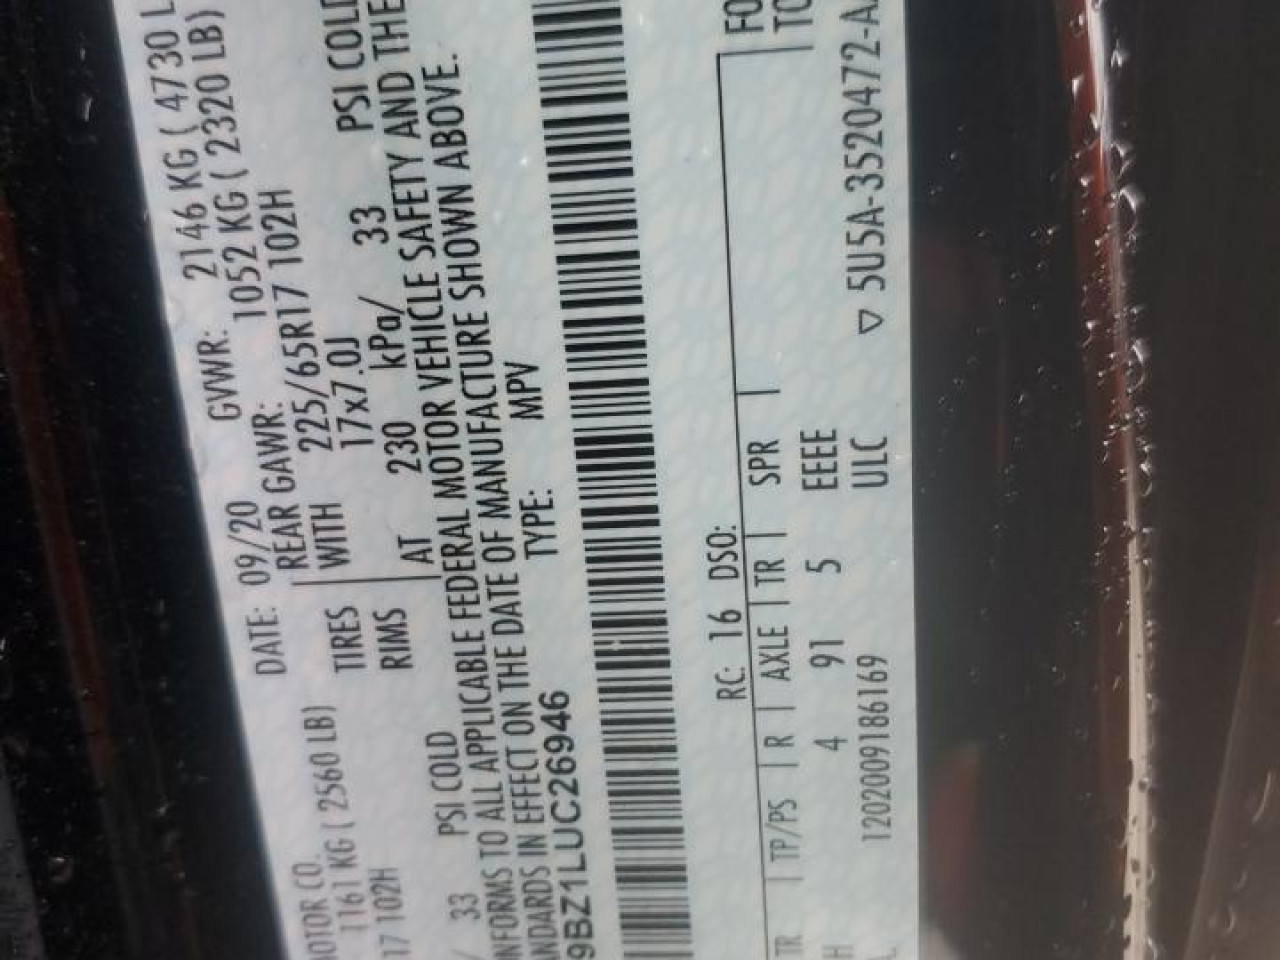 OTOR CO. DATE: 09/20 GVWR: 2146 KG ( 4730 L
1161 KG ( 2560 LB) REAR GAWR: 1052 KG ( 2320 LB)
17 102H TIRES WITH 225/65R17 102H
RIMS 17x7.0J
/ 33 PSI COLD AT 230 kPa/ 33 PSI COLD
NFORMS TO ALL APPLICABLE FEDERAL MOTOR VEHICLE SAFETY AND THE
ANDARDS IN EFFECT ON THE DATE OF MANUFACTURE SHOWN ABOVE.
9BZ1LUC26946 TYPE: MPV
RC: 16 DSO:
TR | TP/PS | R | AXLE | TR | SPR | FO
H 4 91 5 EEEE TO
1202009186169 ULC ▽ 5U5A-3520472-A